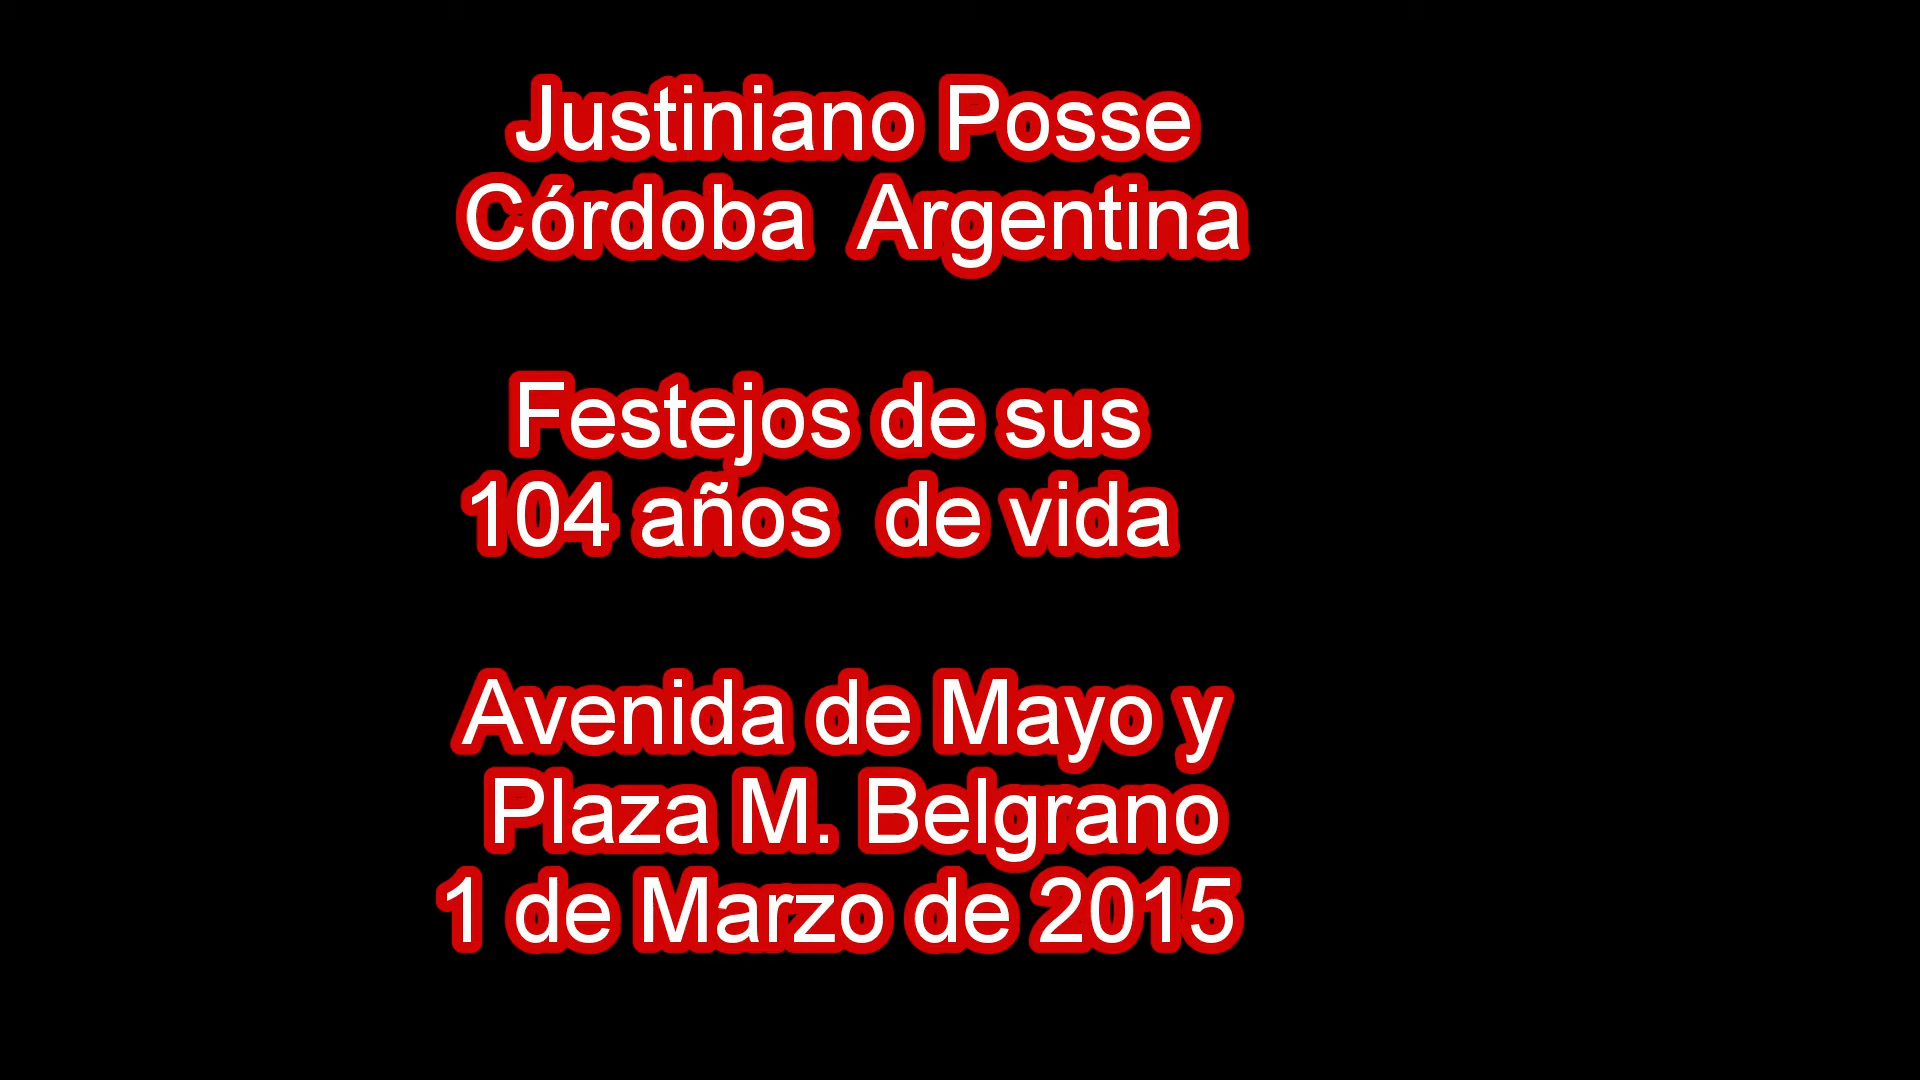 Justiniano Posse
Córdoba  Argentina
Festejos de sus
104 años  de vida
Avenida de Mayo y
Plaza M. Belgrano
1 de Marzo de 2015